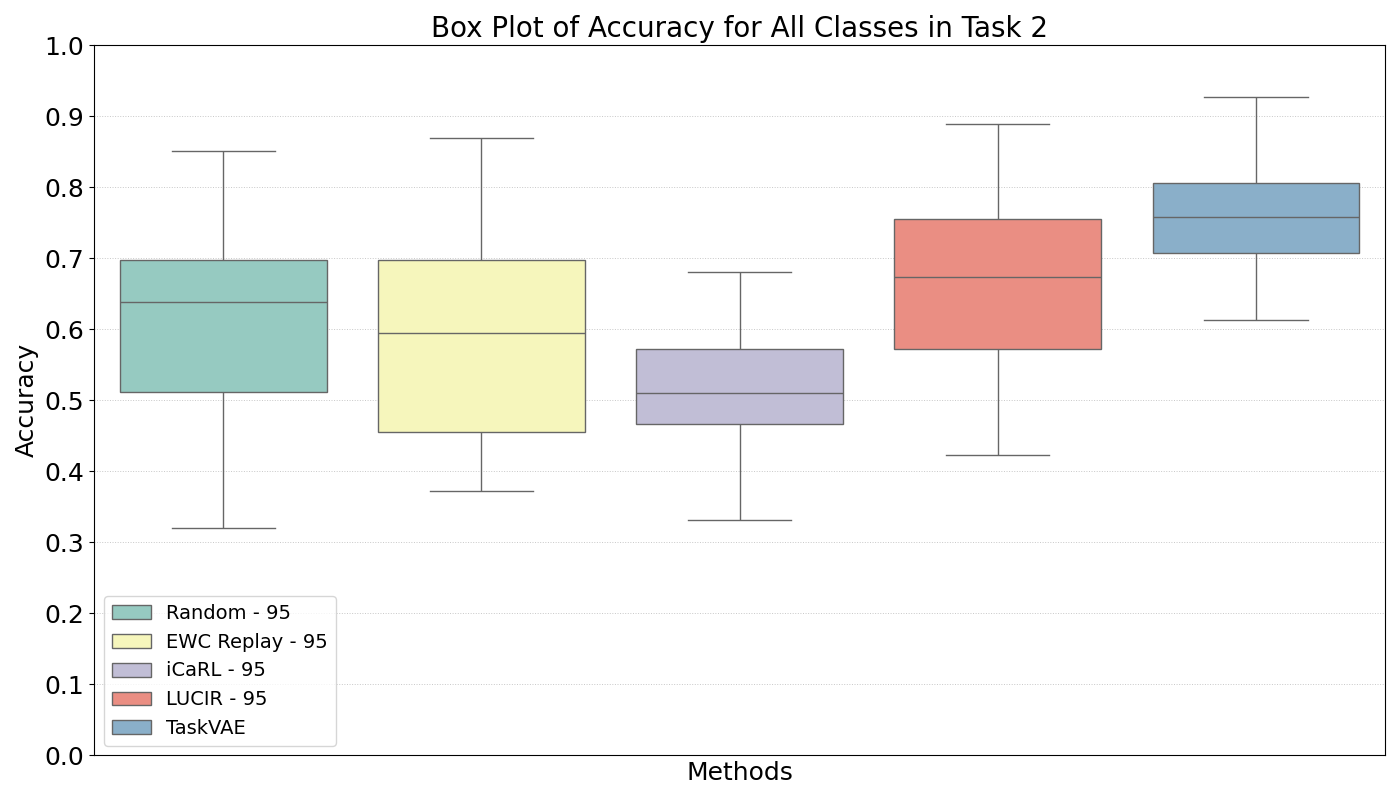 Box Plot of Accuracy for All Classes in Task 2
1.0
0.9
0.8
0.7
0.6
0.5
0.4
0.3
0.2
0.1
0.0
Accuracy
Random - 95
EWC Replay - 95
iCaRL - 95
LUCIR - 95
TaskVAE
Methods